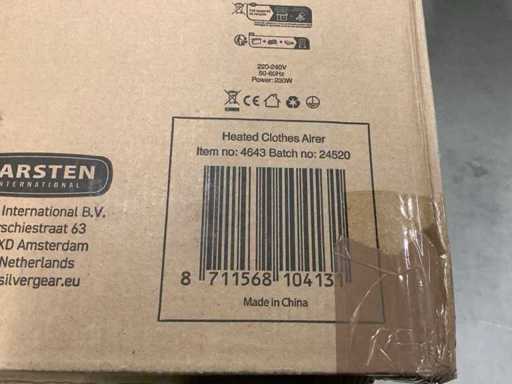 220-240V
50-60Hz
Power: 230W
Heated Clothes Airer
Item no: 4643 Batch no: 24520
8 711568 104131
Made in China
ARSTEN
INTERNATIONAL
International B.V.
rschiestraat 63
XD Amsterdam
Netherlands
silvergear.eu